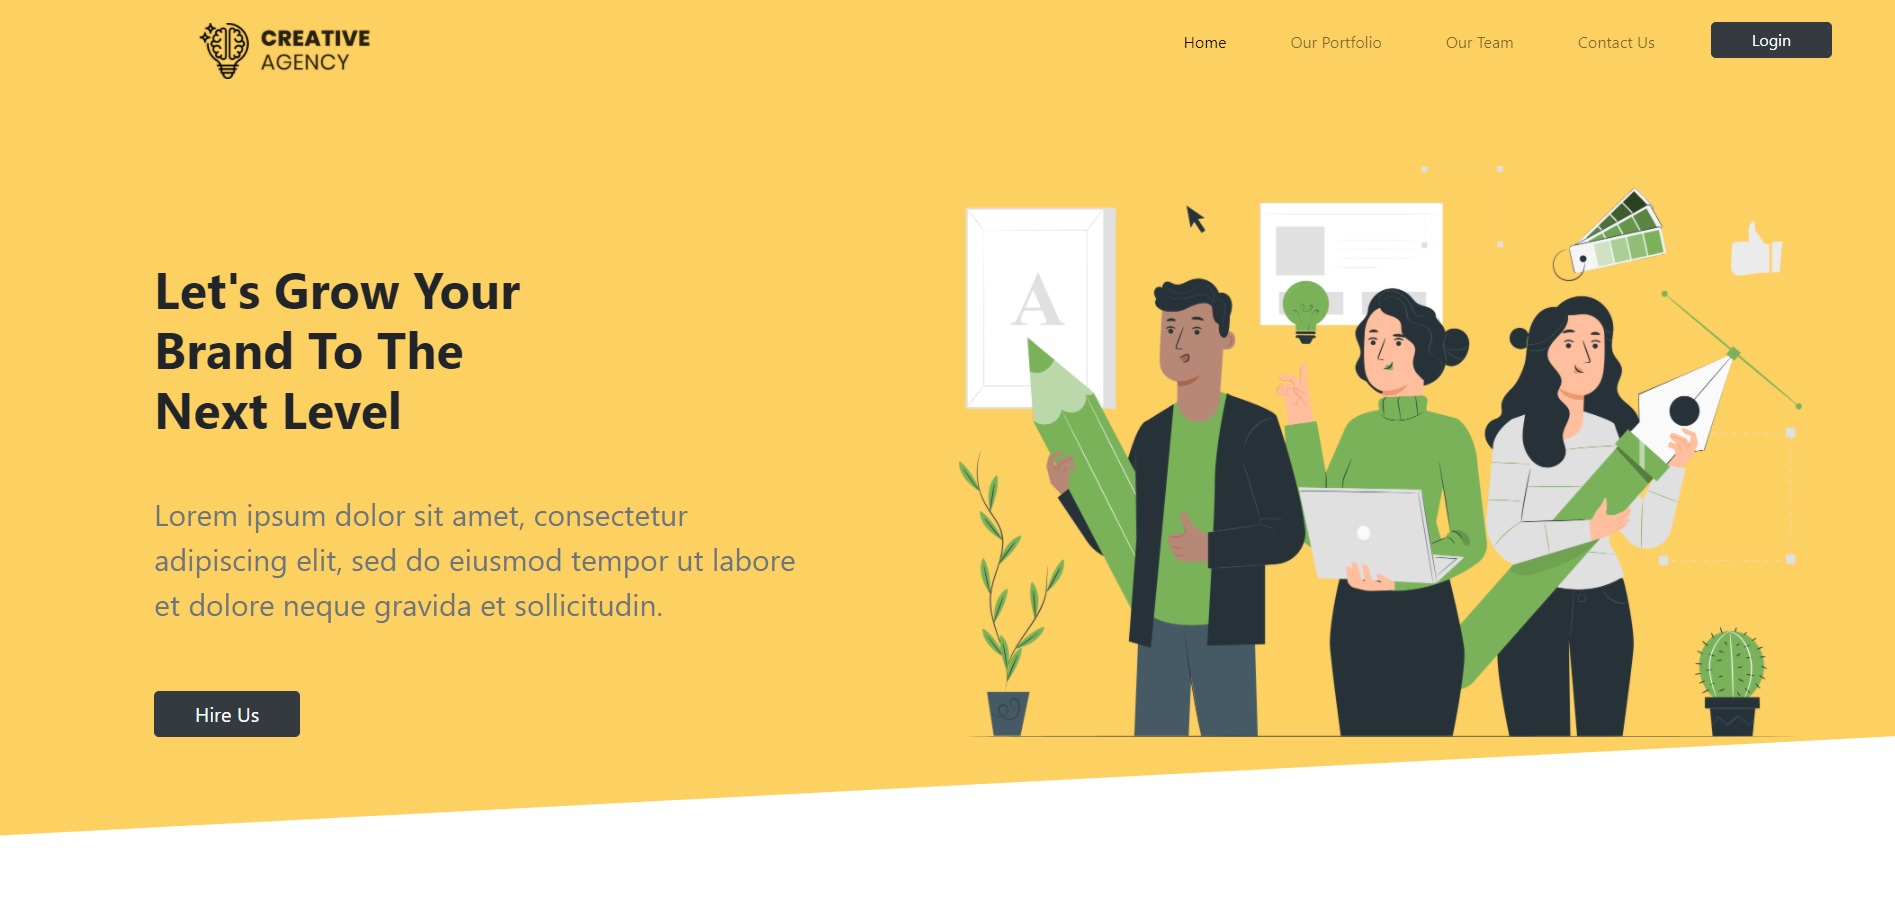 CREATIVE
AGENCY
Home
Our Portfolio
Our Team
Contact Us
Login
Let's Grow Your
Brand To The
Next Level
Lorem ipsum dolor sit amet, consectetur
adipiscing elit, sed do eiusmod tempor ut labore
et dolore neque gravida et sollicitudin.
Hire Us
A